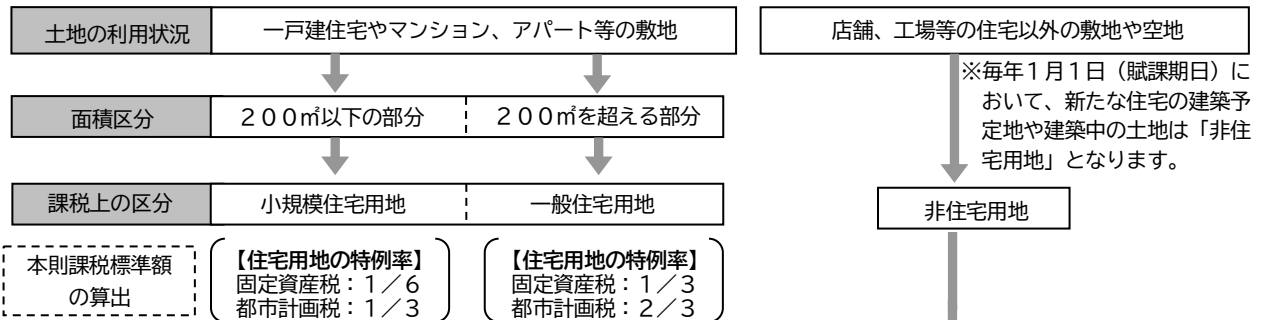 土地の利用状況
一戸建住宅やマンション、アパート等の敷地
店舗、工場等の住宅以外の敷地や空地
※毎年1月1日（賦課期日）に
おいて、新たな住宅の建築予
定地や建築中の土地は「非住
宅用地」となります。
面積区分
２００㎡以下の部分
２００㎡を超える部分
課税上の区分
小規模住宅用地
一般住宅用地
非住宅用地
本則課税標準額
の算出
【住宅用地の特例率】
固定資産税：１／６
都市計画税：１／３
【住宅用地の特例率】
固定資産税：１／３
都市計画税：２／３